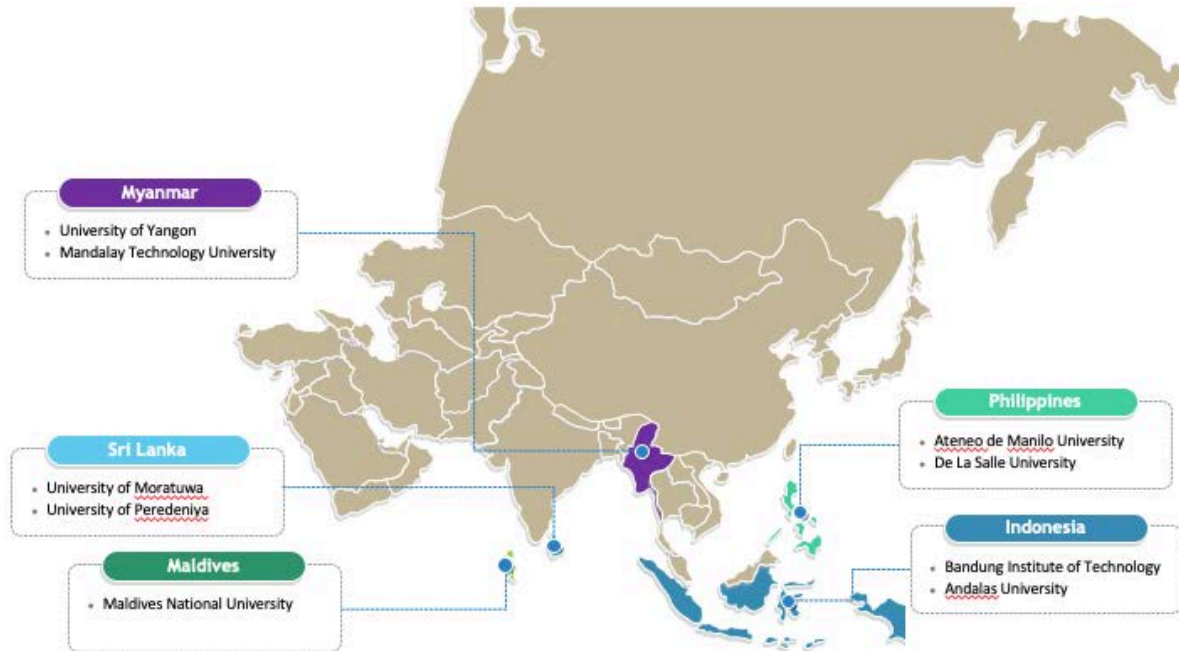 Myanmar
University of Yangon
Mandalay Technology University
Sri Lanka
University of Moratuwa
University of Peredeniya
Maldives
Maldives National University
Philippines
Ateneo de Manilo University
De La Salle University
Indonesia
Bandung Institute of Technology
Andalas University